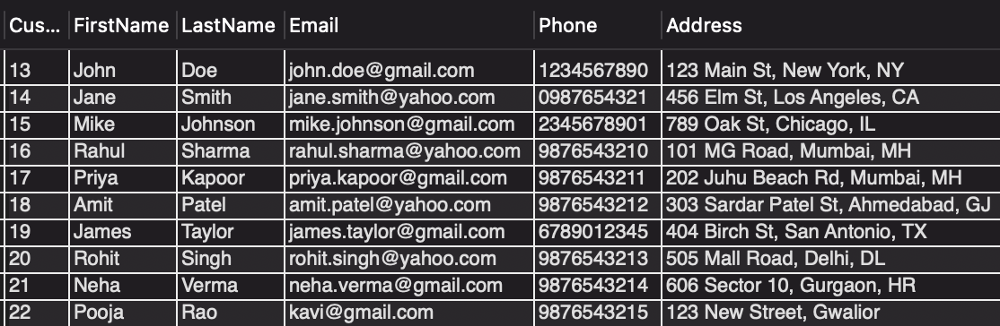 Cus... FirstName LastName Email Phone Address
13 John Doe john.doe@gmail.com 1234567890 123 Main St, New York, NY
14 Jane Smith jane.smith@yahoo.com 0987654321 456 Elm St, Los Angeles, CA
15 Mike Johnson mike.johnson@gmail.com 2345678901 789 Oak St, Chicago, IL
16 Rahul Sharma rahul.sharma@yahoo.com 9876543210 101 MG Road, Mumbai, MH
17 Priya Kapoor priya.kapoor@gmail.com 9876543211 202 Juhu Beach Rd, Mumbai, MH
18 Amit Patel amit.patel@yahoo.com 9876543212 303 Sardar Patel St, Ahmedabad, GJ
19 James Taylor james.taylor@gmail.com 6789012345 404 Birch St, San Antonio, TX
20 Rohit Singh rohit.singh@yahoo.com 9876543213 505 Mall Road, Delhi, DL
21 Neha Verma neha.verma@gmail.com 9876543214 606 Sector 10, Gurgaon, HR
22 Pooja Rao kavi@gmail.com 9876543215 123 New Street, Gwalior